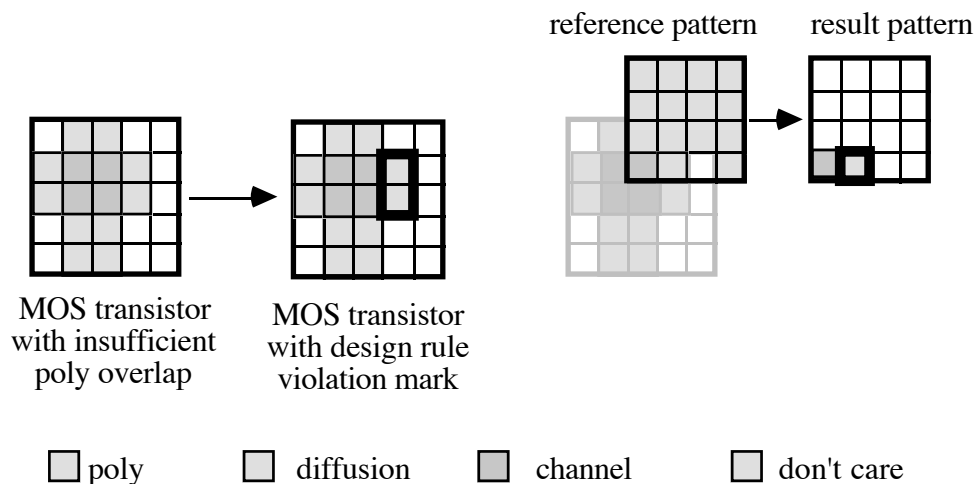 reference pattern
result pattern
MOS transistor
with insufficient
poly overlap
MOS transistor
with design rule
violation mark
poly
diffusion
channel
don't care